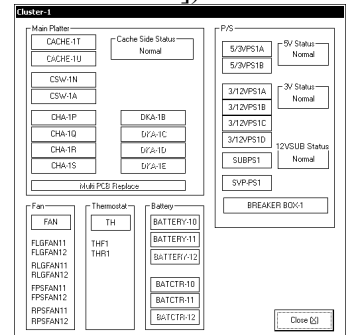 Cluster-1
Main Platter
CACHE-1T
CACHE-1U
CSW-1N
CSW-1A
CHA-1P
CHA-1Q
CHA-1R
CHA-1S
Cache Side Status
Normal
DKA-1B
DKA-1C
DKA-1D
DKA-1E
Multi PCB Replace
P/S
5/3VPS1A
5/3VPS1B
3/12VPS1A
3/12VPS1B
3/12VPS1C
3/12VPS1D
SUBPS1
SVP-PS1
BREAKER BOX-1
5V Status
Normal
3V Status
Normal
12VSUB Status
Normal
Fan
FAN
FLGFAN11
FLGFAN12
RLGFAN11
RLGFAN12
FPSFAN11
FPSFAN12
RPSFAN11
RPSFAN12
Thermostat
TH
THF1
THR1
Battery
BATTERY-10
BATTERY-11
BATTERY-12
BATCTR-10
BATCTR-11
BATCTR-12
Close (X)